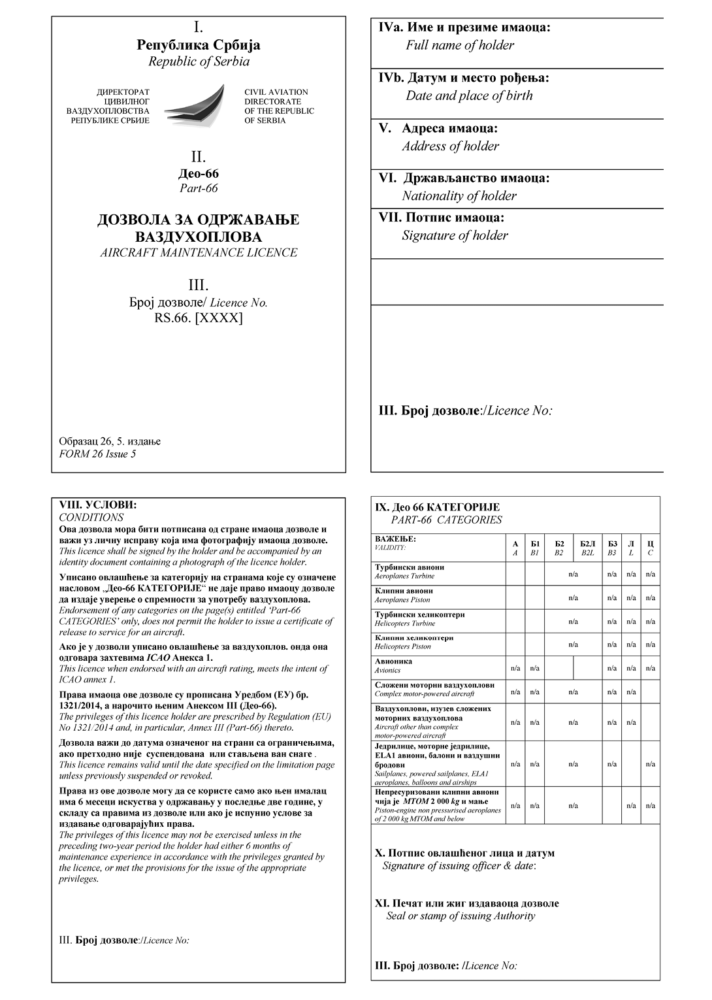 I.
Република Србија
Republic of Serbia
ДИРЕКТОРАТ
ЦИВИЛНОГ
ВАЗДУХОПЛОВСТВА
РЕПУБЛИКЕ СРБИЈЕ
CIVIL AVIATION
DIRECTORATE
OF THE REPUBLIC
OF SERBIA
II.
Део-66
Part-66
ДОЗВОЛА ЗА ОДРЖАВАЊЕ
ВАЗДУХОПЛОВА
AIRCRAFT MAINTENANCE LICENCE
III.
Број дозволе/ Licence No.
RS.66. [XXXX]
Образац 26, 5. издање
FORM 26 Issue 5
IVa. Име и презиме имаоца:
Full name of holder
IVb. Датум и место рођења:
Date and place of birth
V. Адреса имаоца:
Address of holder
VI. Држављанство имаоца:
Nationality of holder
VII. Потпис имаоца:
Signature of holder
III. Број дозволе:/Licence No:
VIII. УСЛОВИ:
CONDITIONS
Ова дозвола мора бити потписана од стране имаоца дозволе и
важи уз личну исправу која има фотографију имаоца дозволе.
This licence shall be signed by the holder and be accompanied by an
identity document containing a photograph of the licence holder.
Уписано овлашћење за категорију на странама које су означене
насловом „Део-66 КАТЕГОРИЈЕ“ не даје право имаоцу дозволе
да издаје уверење о спремности за употребу ваздухоплова.
Endorsement of any categories on the page(s) entitled ‘Part-66
CATEGORIES’ only, does not permit the holder to issue a certificate of
release to service for an aircraft.
Ако је у дозволи уписано овлашћење за ваздухоплов. онда она
одговара захтевима ICAO Анекса 1.
This licence when endorsed with an aircraft rating, meets the intent of
ICAO annex 1.
Права имаоца ове дозволе су прописана Уредбом (ЕУ) бр.
1321/2014, а нарочито њеним Анексом III (Део-66).
The privileges of this licence holder are prescribed by Regulation (EU)
No 1321/2014 and, in particular, Annex III (Part-66) thereto.
Дозвола важи до датума означеног на страни са ограничењима,
ако претходно није суспендована или стављена ван снаге .
This licence remains valid until the date specified on the limitation page
unless previously suspended or revoked.
Права из ове дозволе могу да се користе само ако њен ималац
има 6 месеци искуства у одржавању у последње две године, у
складу са правима из дозволе или ако је испунио услове за
издавање одговарајућих права.
The privileges of this licence may not be exercised unless in the
preceding two-year period the holder had either 6 months of
maintenance experience in accordance with the privileges granted by
the licence, or met the provisions for the issue of the appropriate
privileges.
III. Број дозволе:/Licence No:
IX. Део 66 КАТЕГОРИЈЕ
PART-66 CATEGORIES
ВАЖЕЊЕ: А Б1 Б2 Б2Л Б3 Л Ц
VALIDITY: A B1 B2 B2L B3 L C
Турбински авиони
Aeroplanes Turbine n/a n/a n/a n/a
Клипни авиони
Aeroplanes Piston n/a n/a n/a n/a
Турбински хеликоптери
Helicopters Turbine n/a n/a n/a n/a
Клипни хеликоптери
Helicopters Piston n/a n/a n/a n/a
Авионика
Avionics n/a n/a n/a n/a n/a
Сложени моторни ваздухоплови
Complex motor-powered aircraft n/a n/a n/a n/a n/a
Ваздухоплови, изузев сложених
моторних ваздухоплова
Aircraft other than complex n/a n/a n/a n/a n/a
motor-powered aircraft
Једрилице, моторне једрилице,
ELA1 авиони, балони и ваздушни
бродови n/a n/a n/a n/a n/a
Sailplanes, powered sailplanes, ELA1
aeroplanes, balloons and airships
Непресуризовани клипни авиони
чија је MTOM 2 000 kg и мање n/a n/a n/a n/a n/a
Piston-engine non pressurised aeroplanes
of 2 000 kg MTOM and below
X. Потпис овлашћеног лица и датум
Signature of issuing officer & date:
XI. Печат или жиг издаваоца дозволе
Seal or stamp of issuing Authority
III. Број дозволе: /Licence No: